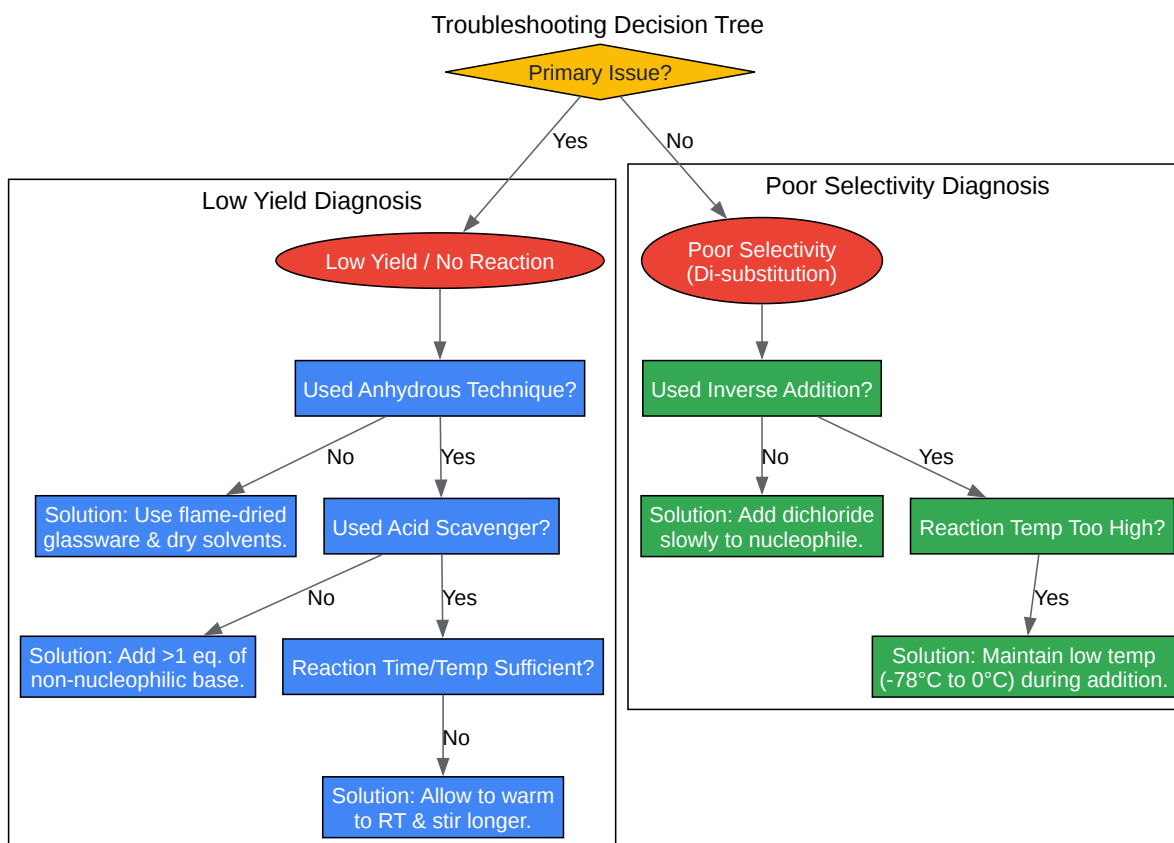 Troubleshooting Decision Tree
Primary Issue?
Yes
No
Low Yield Diagnosis
Low Yield / No Reaction
Used Anhydrous Technique?
No
Yes
Solution: Use flame-dried
glassware & dry solvents.
Used Acid Scavenger?
No
Yes
Solution: Add >1 eq. of
non-nucleophilic base.
Reaction Time/Temp Sufficient?
No
Solution: Allow to warm
to RT & stir longer.
Poor Selectivity Diagnosis
Poor Selectivity
(Di-substitution)
Used Inverse Addition?
No
Yes
Solution: Add dichloride
slowly to nucleophile.
Reaction Temp Too High?
Yes
Solution: Maintain low temp
(-78°C to 0°C) during addition.